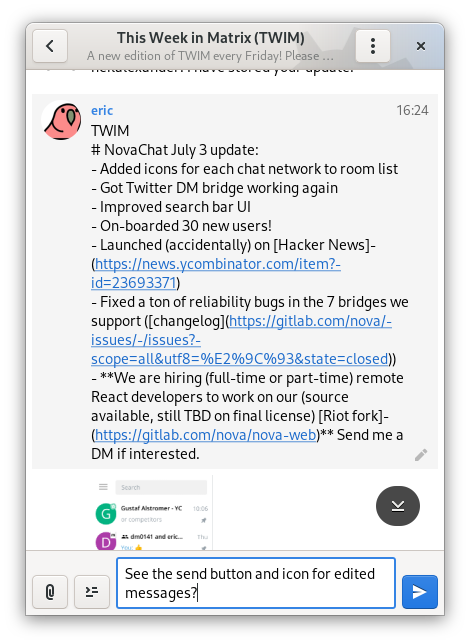 This Week in Matrix (TWIM)
A new edition of TWIM every Friday! Please …
eric
16:24
TWIM
# NovaChat July 3 update:
- Added icons for each chat network to room list
- Got Twitter DM bridge working again
- Improved search bar UI
- On-boarded 30 new users!
- Launched (accidentally) on [Hacker News]-
(https://news.ycombinator.com/item?-
id=23693371)
- Fixed a ton of reliability bugs in the 7 bridges we
support ([changelog](https://gitlab.com/nova/-
issues/-/issues?-
scope=all&utf8=%E2%9C%93&state=closed))
- **We are hiring (full-time or part-time) remote
React developers to work on our (source
available, still TBD on final license) [Riot fork]-
(https://gitlab.com/nova/nova-web)** Send me a
DM if interested.
Search
G
Gustaf Alstromer - YC
10:06
or competitors
D
dm0141 and eric...
Thu
You: 👍
See the send button and icon for edited
messages?